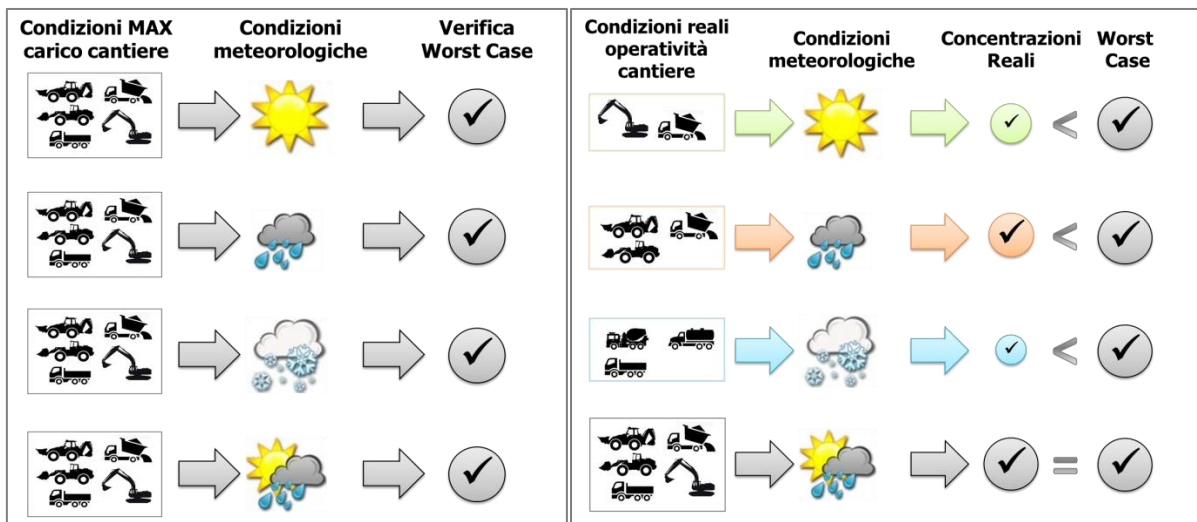 Condizioni MAX
carico cantiere
Condizioni
meteorologiche
Verifica
Worst Case
Condizioni reali
operatività
cantiere
Condizioni
meteorologiche
Concentrazioni
Reali
Worst
Case
<
<
<
=